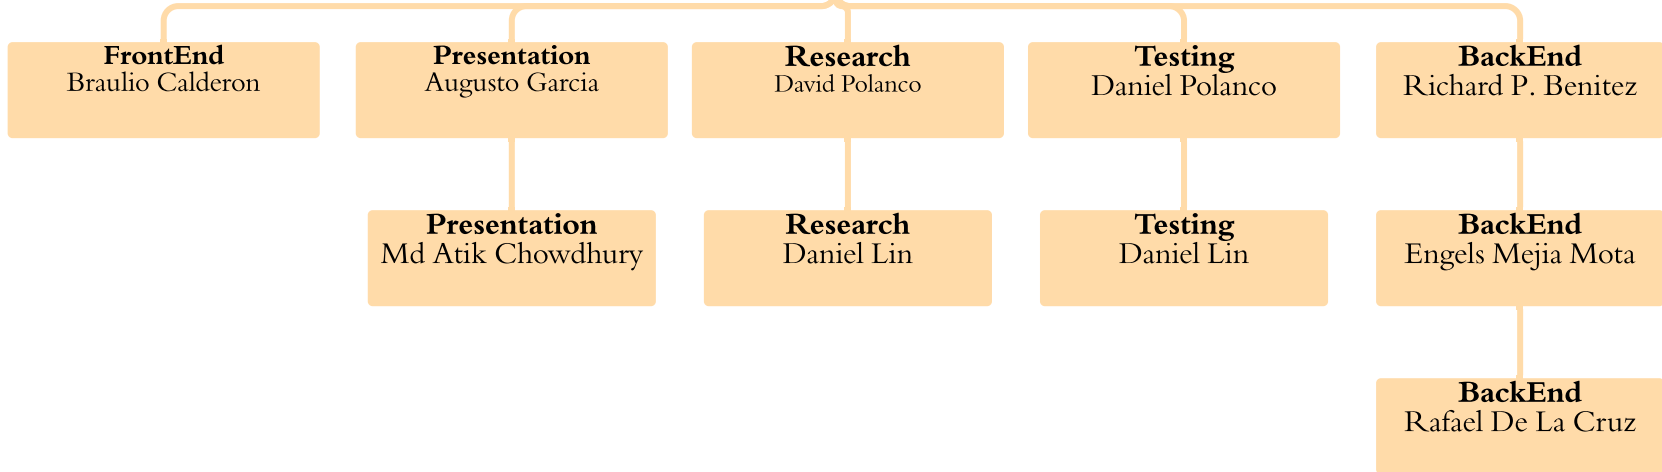 FrontEnd
Braulio Calderon
Presentation
Augusto Garcia
Research
David Polanco
Testing
Daniel Polanco
BackEnd
Richard P. Benitez
Presentation
Md Atik Chowdhury
Research
Daniel Lin
Testing
Daniel Lin
BackEnd
Engels Mejia Mota
BackEnd
Rafael De La Cruz